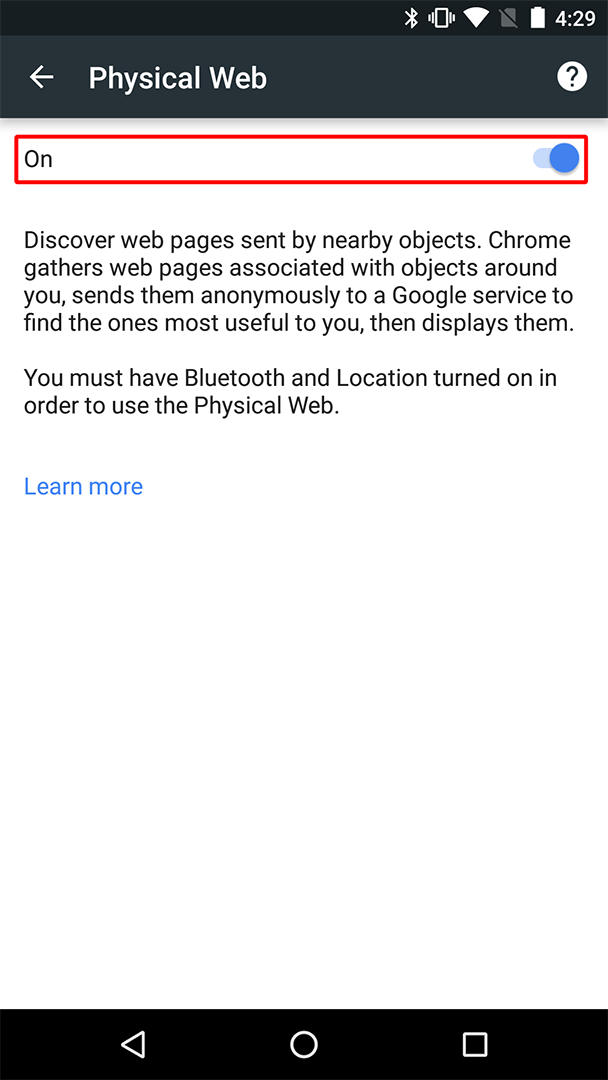 4:29
Physical Web
On
Discover web pages sent by nearby objects. Chrome
gathers web pages associated with objects around
you, sends them anonymously to a Google service to
find the ones most useful to you, then displays them.
You must have Bluetooth and Location turned on in
order to use the Physical Web.
Learn more